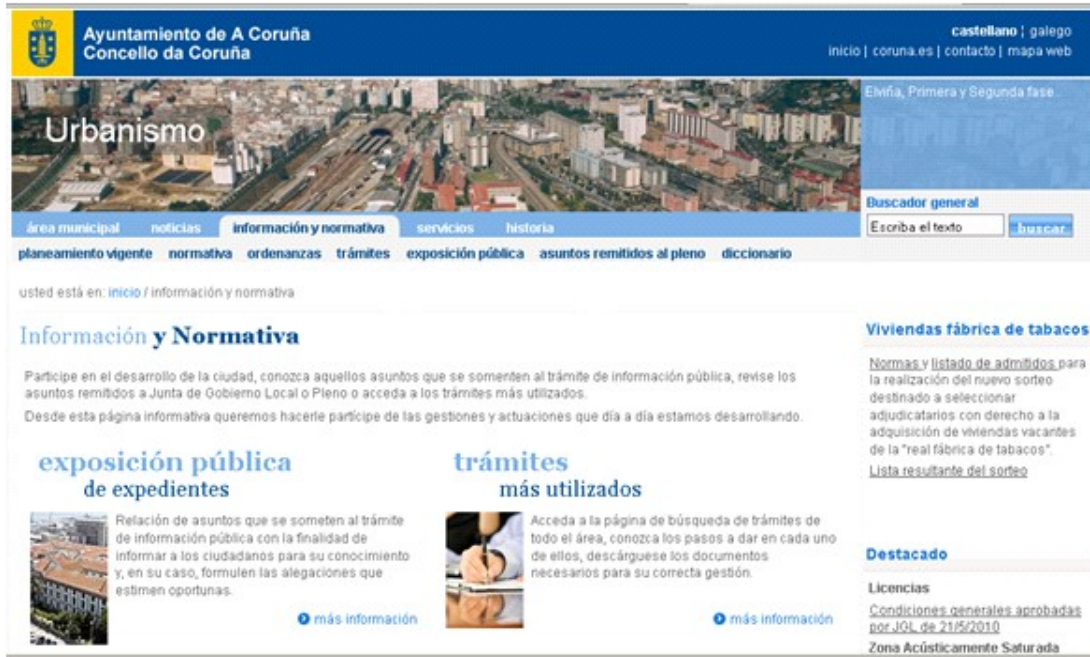 Ayuntamiento de A Coruña
Concello da Coruña
castellano ¦ galego
inicio | coruna.es | contacto | mapa web
Urbanismo
Elviña, Primera y Segunda fase...
Buscador general
Escriba el texto buscar
área municipal noticias información y normativa servicios historia
planeamiento vigente normativa ordenanzas trámites exposición pública asuntos remitidos al pleno diccionario
usted está en: inicio / información y normativa
Información y Normativa
Participe en el desarrollo de la ciudad, conozca aquellos asuntos que se somenten al trámite de información pública, revise los
asuntos remitidos a Junta de Gobierno Local o Pleno o acceda a los trámites más utilizados.
Desde esta página informativa queremos hacerle partícipe de las gestiones y actuaciones que día a día estamos desarrollando.
exposición pública
de expedientes
Relación de asuntos que se someten al trámite
de información pública con la finalidad de
informar a los ciudadanos para su conocimiento
y, en su caso, formulen las alegaciones que
estimen oportunas.
más información
trámites
más utilizados
Acceda a la página de búsqueda de trámites de
todo el área, conozca los pasos a dar en cada uno
de ellos, descárguese los documentos
necesarios para su correcta gestión.
más información
Viviendas fábrica de tabacos
Normas y listado de admitidos para
la realización del nuevo sorteo
destinado a seleccionar
adjudicatarios con derecho a la
adquisición de viviendas vacantes
de la "real fábrica de tabacos".
Lista resultante del sorteo
Destacado
Licencias
Condiciones generales aprobadas
por JGL de 21/5/2010
Zona Acústicamente Saturada